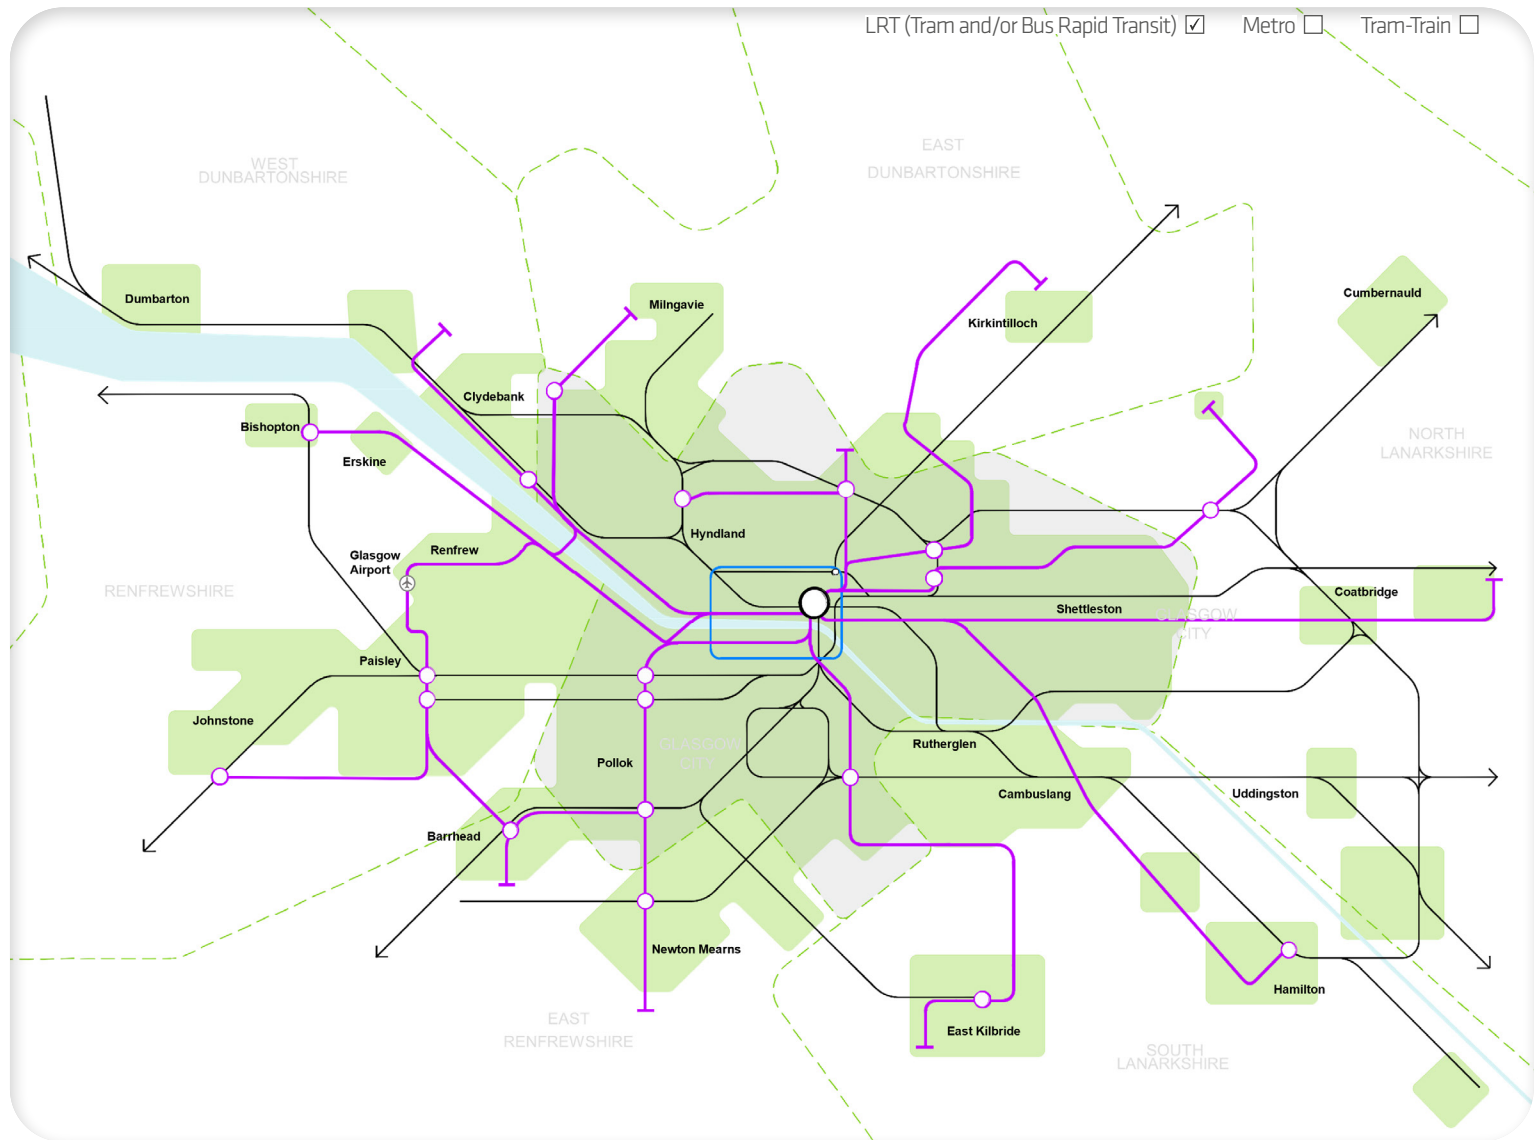 LRT (Tram and/or Bus Rapid Transit) ✓ Metro Tram-Train
EAST
DUNBARTONSHIRE
WEST
DUNBARTONSHIRE
Dumbarton
Milngavie
Cumbernauld
Kirkintilloch
Clydebank
Bishopton
Erskine
NORTH
LANARKSHIRE
Hyndland
Renfrew
Glasgow
Airport
RENFREWSHIRE
Coatbridge
Shettleston
GLASGOW
CITY
Paisley
Johnstone
Rutherglen
GLASGOW
CITY
Pollok
Cambuslang
Uddingston
Barrhead
Newton Mearns
Hamilton
EAST
RENFREWSHIRE
East Kilbride
SOUTH
LANARKSHIRE